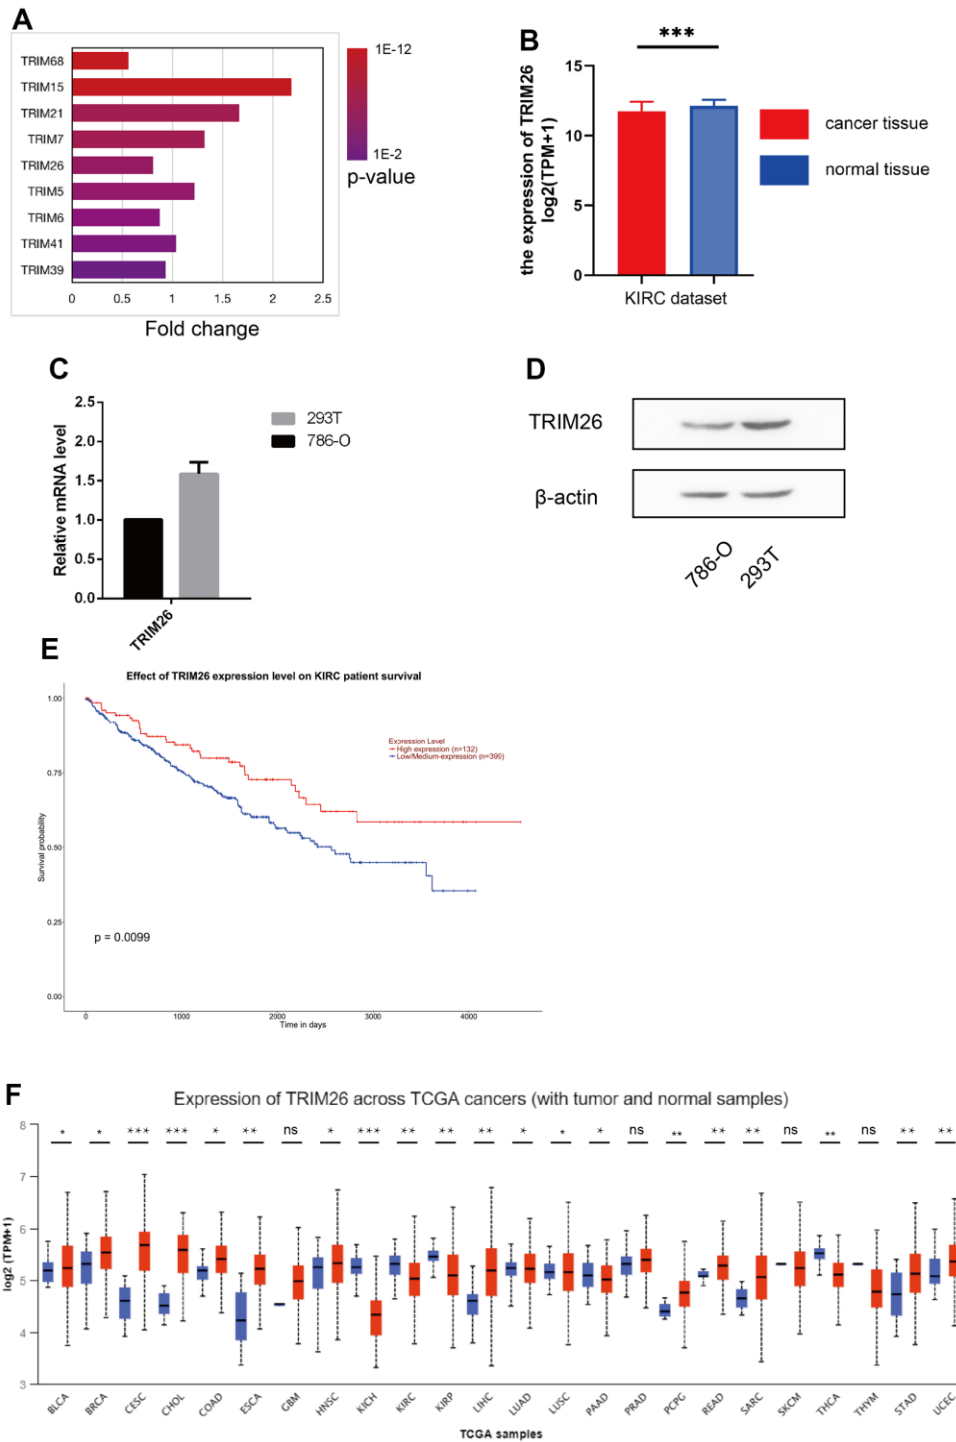 A
TRIM68
TRIM15
TRIM21
TRIM7
TRIM26
TRIM5
TRIM6
TRIM41
TRIM39
0 0.5 1 1.5 2 2.5
Fold change
1E-12
1E-2
p-value
B
***
the expression of TRIM26
log2(TPM+1)
15
10
5
0
KIRC dataset
cancer tissue
normal tissue
C
Relative mRNA level
2.5
2.0
1.5
1.0
0.5
0.0
TRIM26
293T
786-O
D
TRIM26
β-actin
786-O
293T
E
Effect of TRIM26 expression level on KIRC patient survival
Survival probability
1.00
0.75
0.50
0.25
0.00
Expression Level
High expression (n=132)
Low/Medium-expression (n=399)
p = 0.0099
0 1000 2000 3000 4000
Time in days
F
Expression of TRIM26 across TCGA cancers (with tumor and normal samples)
log2 (TPM+1)
8
7
6
5
4
3
* * *** *** * ** ns * *** ** ** ** * * * ns ** ** ** ns ** ns ** **
BLCA BRCA CESC CHOL COAD ESCA GBM HNSC KICH KIRC KIRP LIHC LUAD LUSC PAAD PRAD PCPG READ SARC SKCM THCA THYM STAD UCEC
TCGA samples